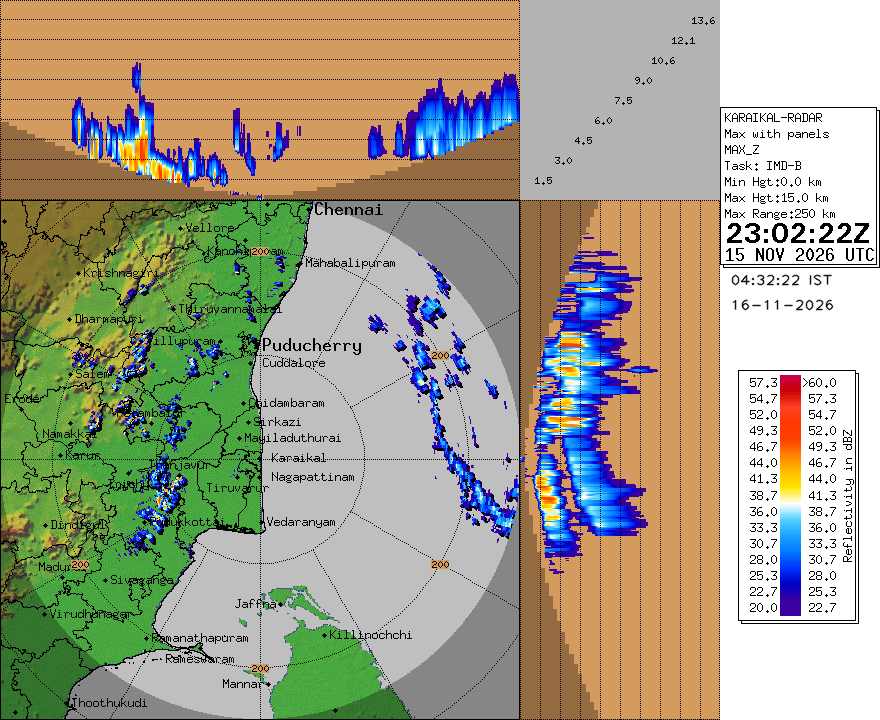 13.6
12.1
10.6
9.0
7.5
6.0
4.5
3.0
1.5
KARAIKAL-RADAR
Max with panels
MAX_Z
Task: IMD-B
Min Hgt:0.0 km
Max Hgt:15.0 km
Max Range:250 km
23:02:22Z
15 NOV 2026 UTC
04:32:22 IST
16-11-2026
Chennai
Vellore
200
Mahabalipuram
Krishnagiri
Tiruvannamalai
Dharmapuri
Villupuram
Puducherry
200
Cuddalore
Salem
Erode
Chidambaram
Perambalur
Sirkazi
Namakkal
Mayiladuthurai
Karur
Karaikal
Thanjavur
Nagapattinam
Tiruvarur
Dindigul
Pudukkottai
Vedaranyam
Madurai
200
200
Sivaganga
Jaffna
Virudhunagar
Killinochchi
Ramanathapuram
Rameswaram
200
Mannar
Thoothukudi
57.3 >60.0
54.7 57.3
52.0 54.7
49.3 52.0
46.7 49.3
44.0 46.7
41.3 44.0
38.7 41.3
36.0 38.7
33.3 36.0
30.7 33.3
28.0 30.7
25.3 28.0
22.7 25.3
20.0 22.7
Reflectivity in dBZ